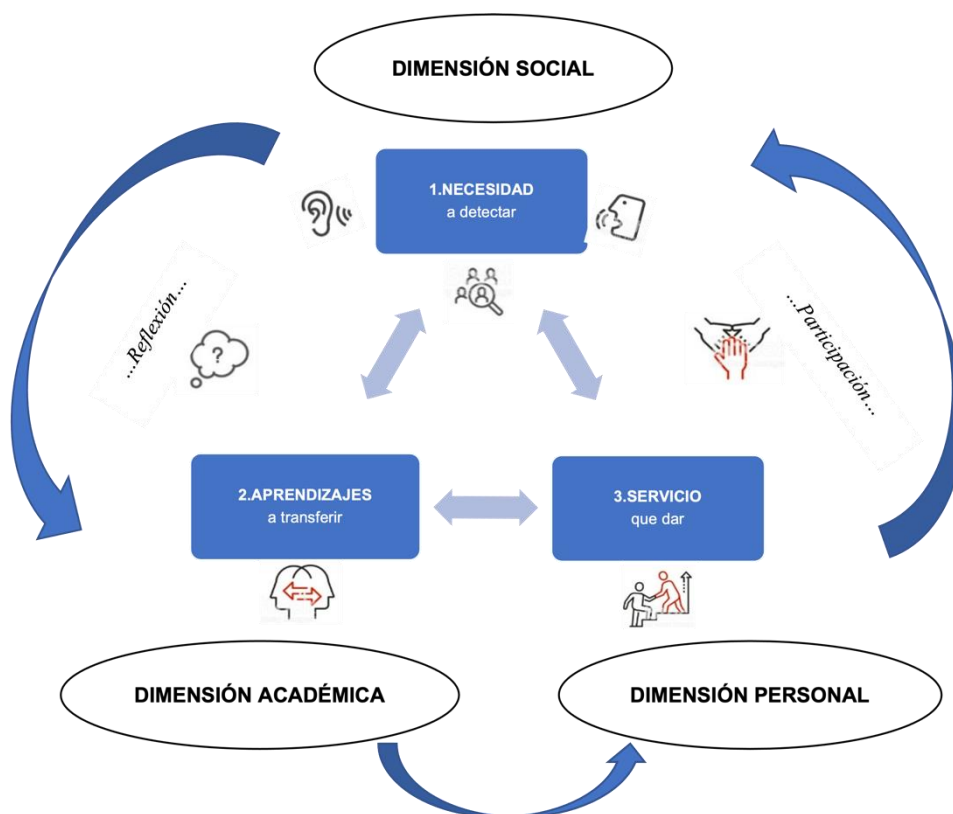 DIMENSIÓN SOCIAL
1.NECESIDAD
a detectar
...Reflexión...
?
...Participación...
2.APRENDIZAJES
a transferir
3.SERVICIO
que dar
DIMENSIÓN ACADÉMICA
DIMENSIÓN PERSONAL